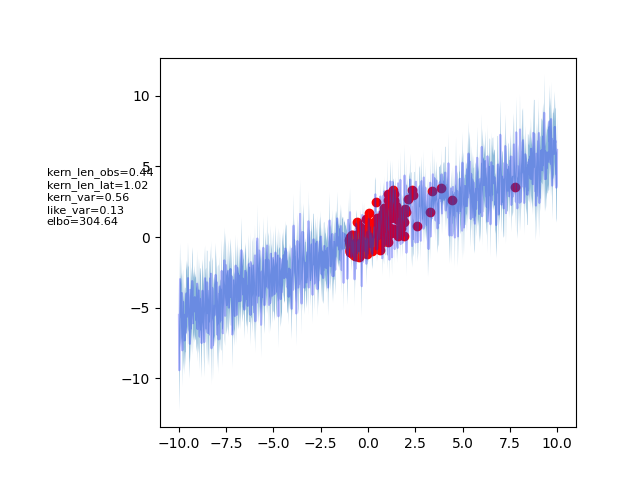 10
5
0
−5
−10
kern_len_obs=0.44
kern_len_lat=1.02
kern_var=0.56
like_var=0.13
elbo=304.64
−10.0 −7.5 −5.0 −2.5 0.0 2.5 5.0 7.5 10.0